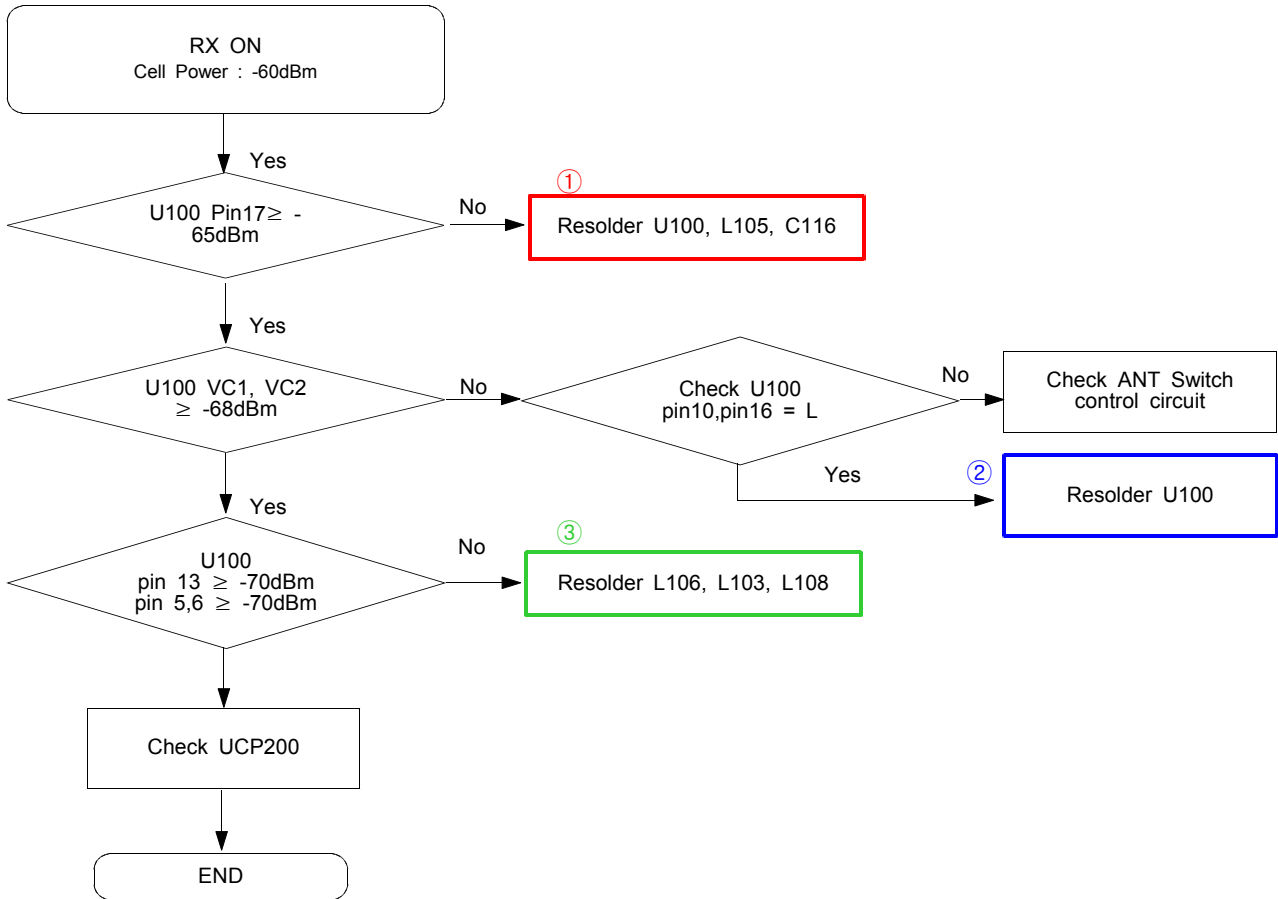 RX ON
Cell Power : -60dBm
Yes
U100 Pin17≥ -
65dBm
No
①
Resolder U100, L105, C116
Yes
U100 VC1, VC2
≥ -68dBm
No
Check U100
pin10,pin16 = L
No
Check ANT Switch
control circuit
Yes
②
Resolder U100
Yes
U100
pin 13 ≥ -70dBm
pin 5,6 ≥ -70dBm
No
③
Resolder L106, L103, L108
Check UCP200
END